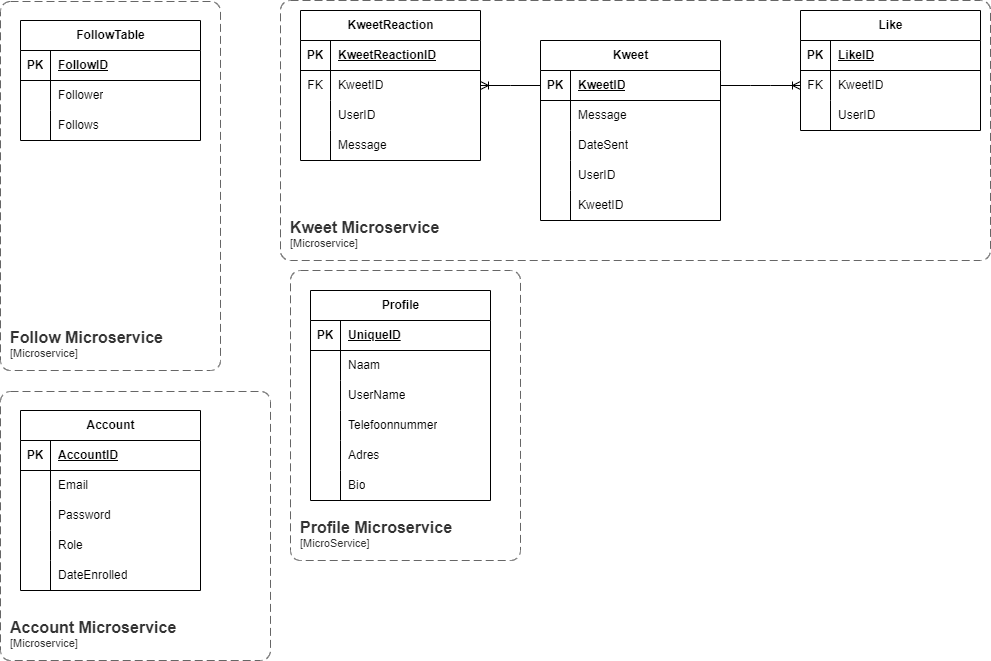 FollowTable
PK FollowID
Follower
Follows
Follow Microservice
[Microservice]
KweetReaction
PK KweetReactionID
FK KweetID
UserID
Message
Kweet
PK KweetID
Message
DateSent
UserID
KweetID
Like
PK LikeID
FK KweetID
UserID
Kweet Microservice
[Microservice]
Profile
PK UniqueID
Naam
UserName
Telefoonnummer
Adres
Bio
Profile Microservice
[MicroService]
Account
PK AccountID
Email
Password
Role
DateEnrolled
Account Microservice
[Microservice]